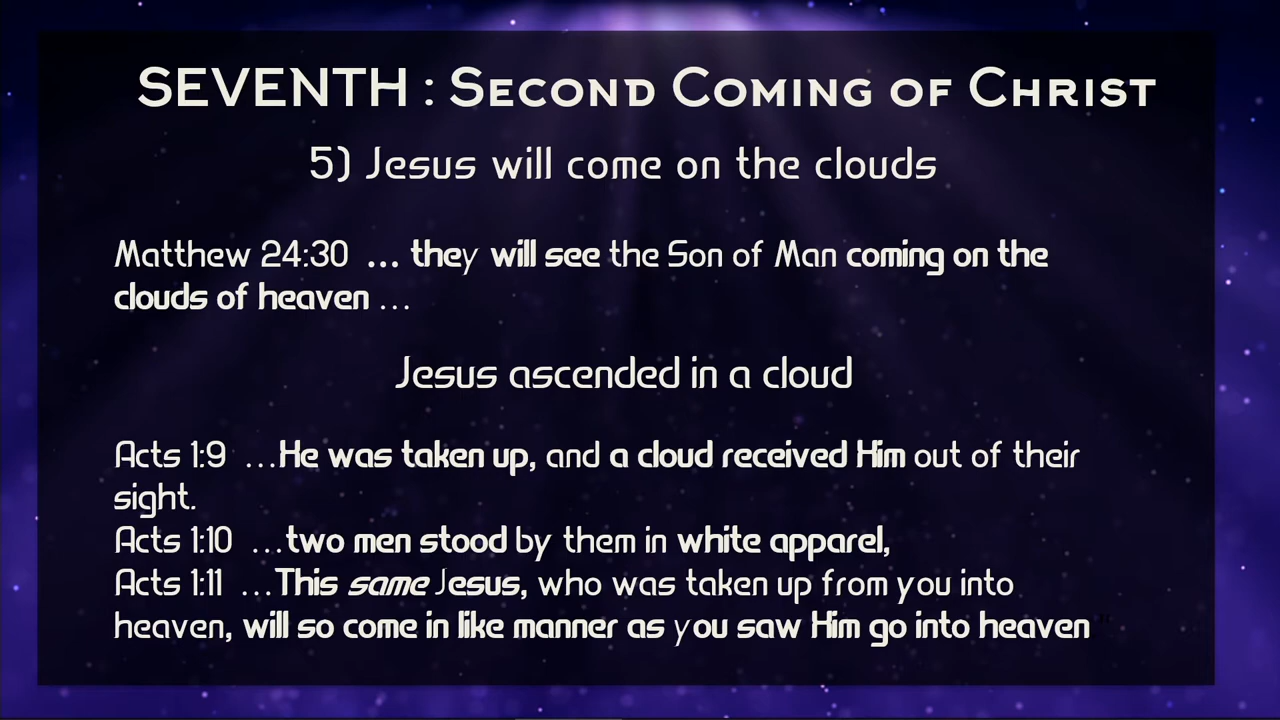 SEVENTH : Second Coming of Christ
5) Jesus will come on the clouds
Matthew 24:30 ... they will see the Son of Man coming on the
clouds of heaven ...
Jesus ascended in a cloud
Acts 1:9 ...He was taken up, and a cloud received Him out of their
sight.
Acts 1:10 ...two men stood by them in white apparel,
Acts 1:11 ...This same Jesus, who was taken up from you into
heaven, will so come in like manner as you saw Him go into heaven"